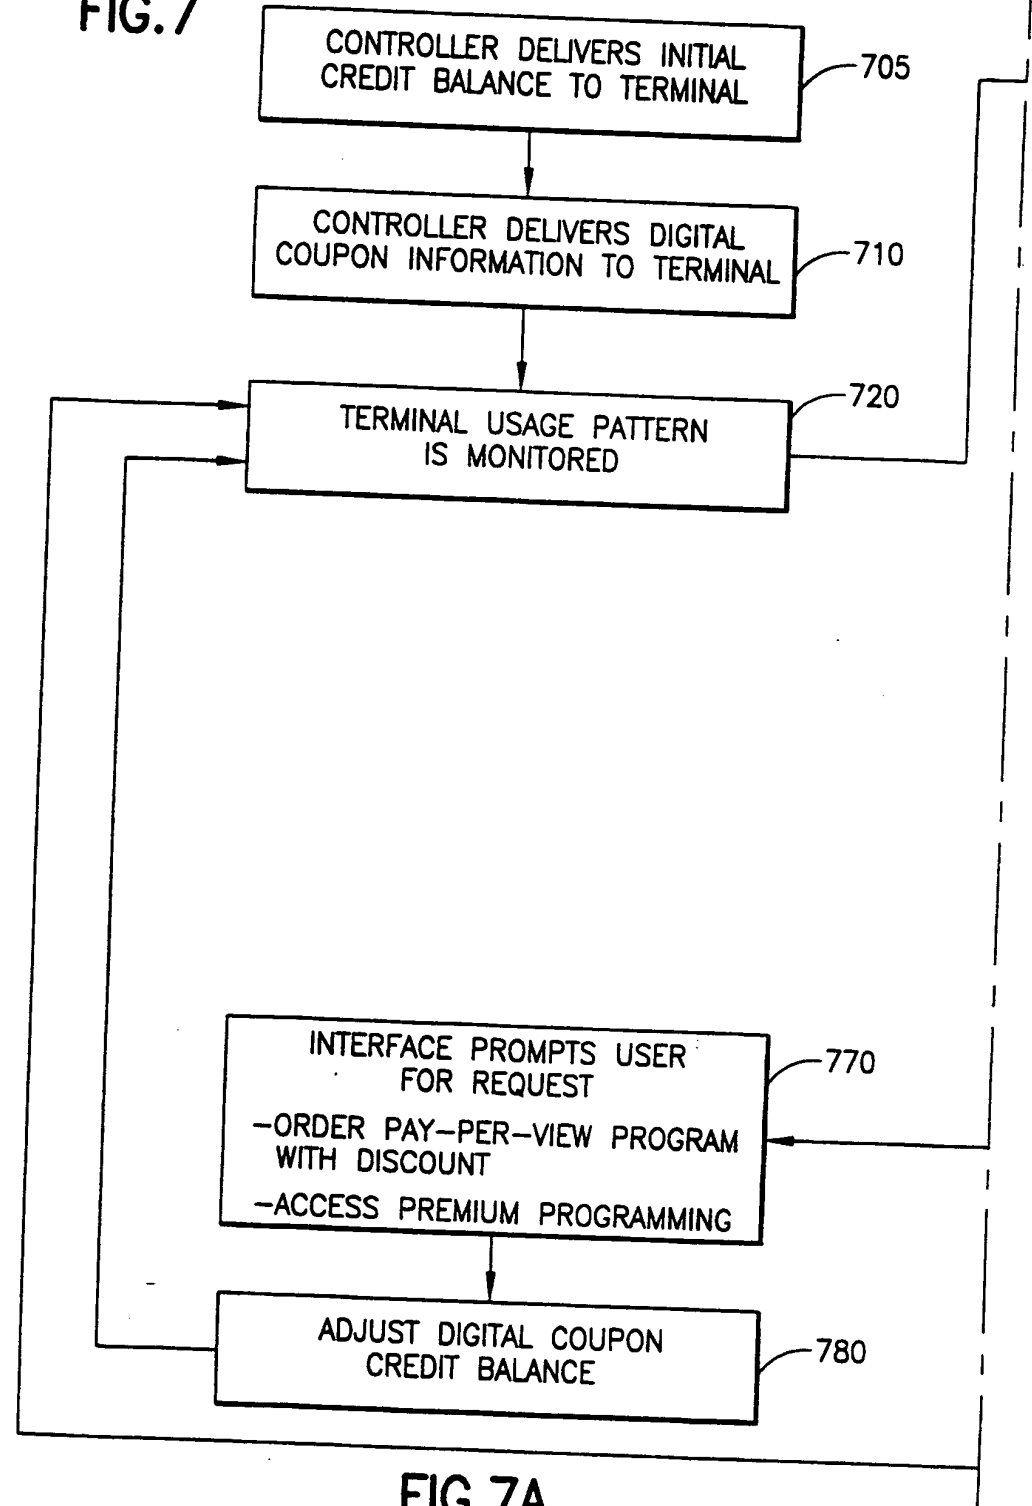 FIG. 7
CONTROLLER DELIVERS INITIAL
CREDIT BALANCE TO TERMINAL
705
CONTROLLER DELIVERS DIGITAL
COUPON INFORMATION TO TERMINAL
710
TERMINAL USAGE PATTERN
IS MONITORED
720
INTERFACE PROMPTS USER
FOR REQUEST
-ORDER PAY-PER-VIEW PROGRAM
WITH DISCOUNT
-ACCESS PREMIUM PROGRAMMING
770
ADJUST DIGITAL COUPON
CREDIT BALANCE
780
FIG. 7A